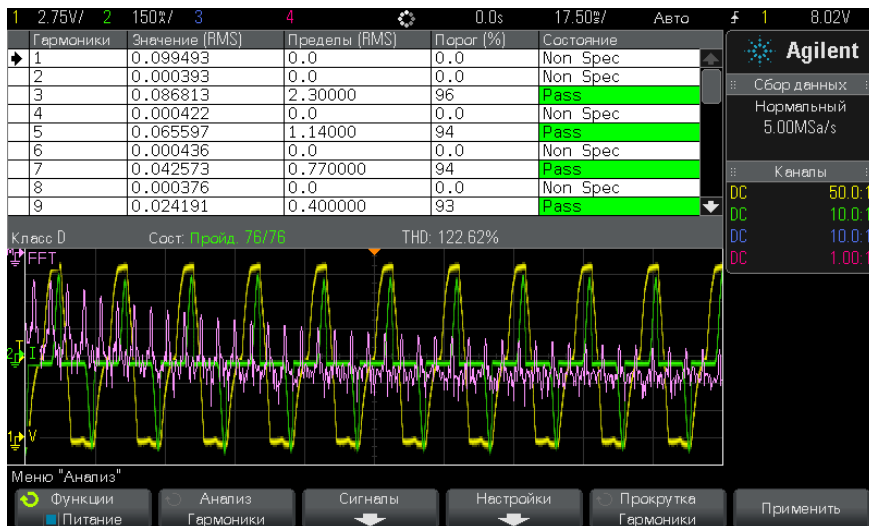 1 2.75V/ 2 150%/ 3 4 0.0s 17.50%/ Авто 1 8.02V
Гармоники Значение (RMS) Пределы (RMS) Порог (%) Состояние
1 0.099493 0.0 0.0 Non Spec
2 0.000393 0.0 0.0 Non Spec
3 0.086813 2.30000 96 Pass
4 0.000422 0.0 0.0 Non Spec
5 0.065597 1.14000 94 Pass
6 0.000436 0.0 0.0 Non Spec
7 0.042573 0.770000 94 Pass
8 0.000376 0.0 0.0 Non Spec
9 0.024191 0.400000 93 Pass
Класс D Сост: Пройд. 76/76 THD: 122.62%
Agilent
Сбор данных
Нормальный
5.00MSa/s
Каналы
DC 50.0:1
DC 10.0:1
DC 10.0:1
DC 1.00:1
FFT
2 I
1 V
Меню "Анализ"
Функции
Питание
Анализ
Гармоники
Сигналы
Настройки
Прокрутка
Гармоники
Применить